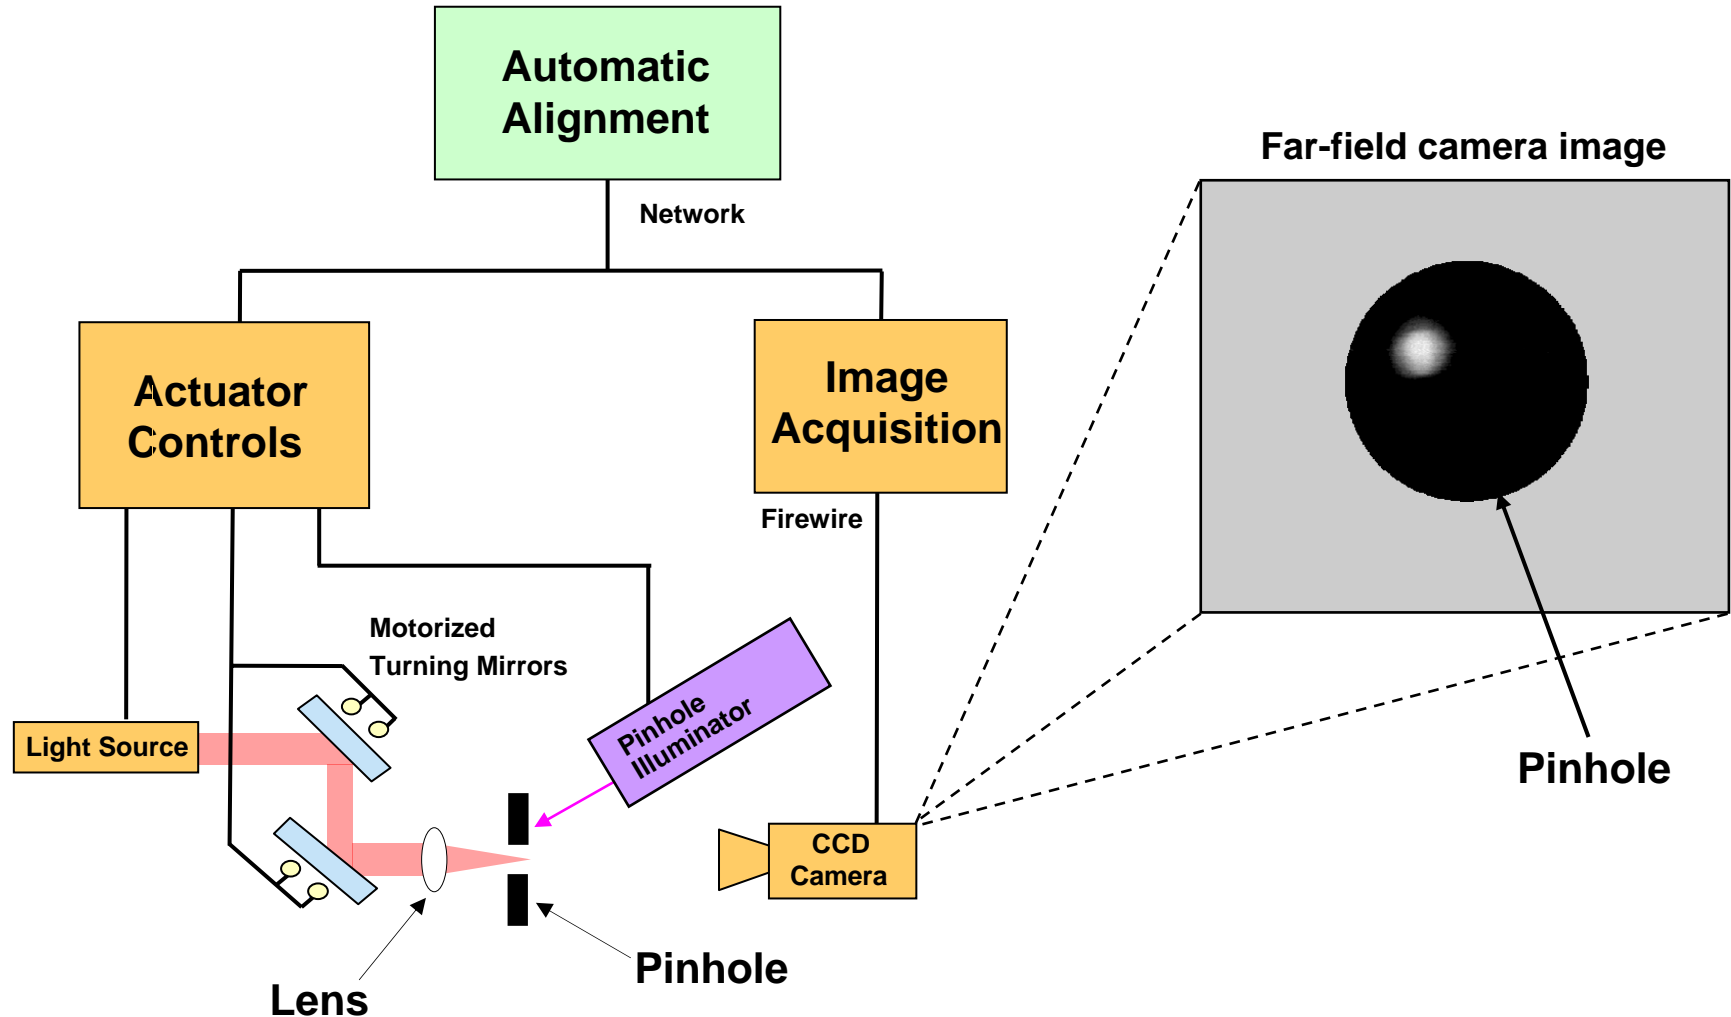 Automatic
Alignment
Network
Far-field camera image
Actuator
Controls
Image
Acquisition
Firewire
Motorized
Turning Mirrors
Light Source
Pinhole
Illuminator
CCD
Camera
Pinhole
Pinhole
Lens